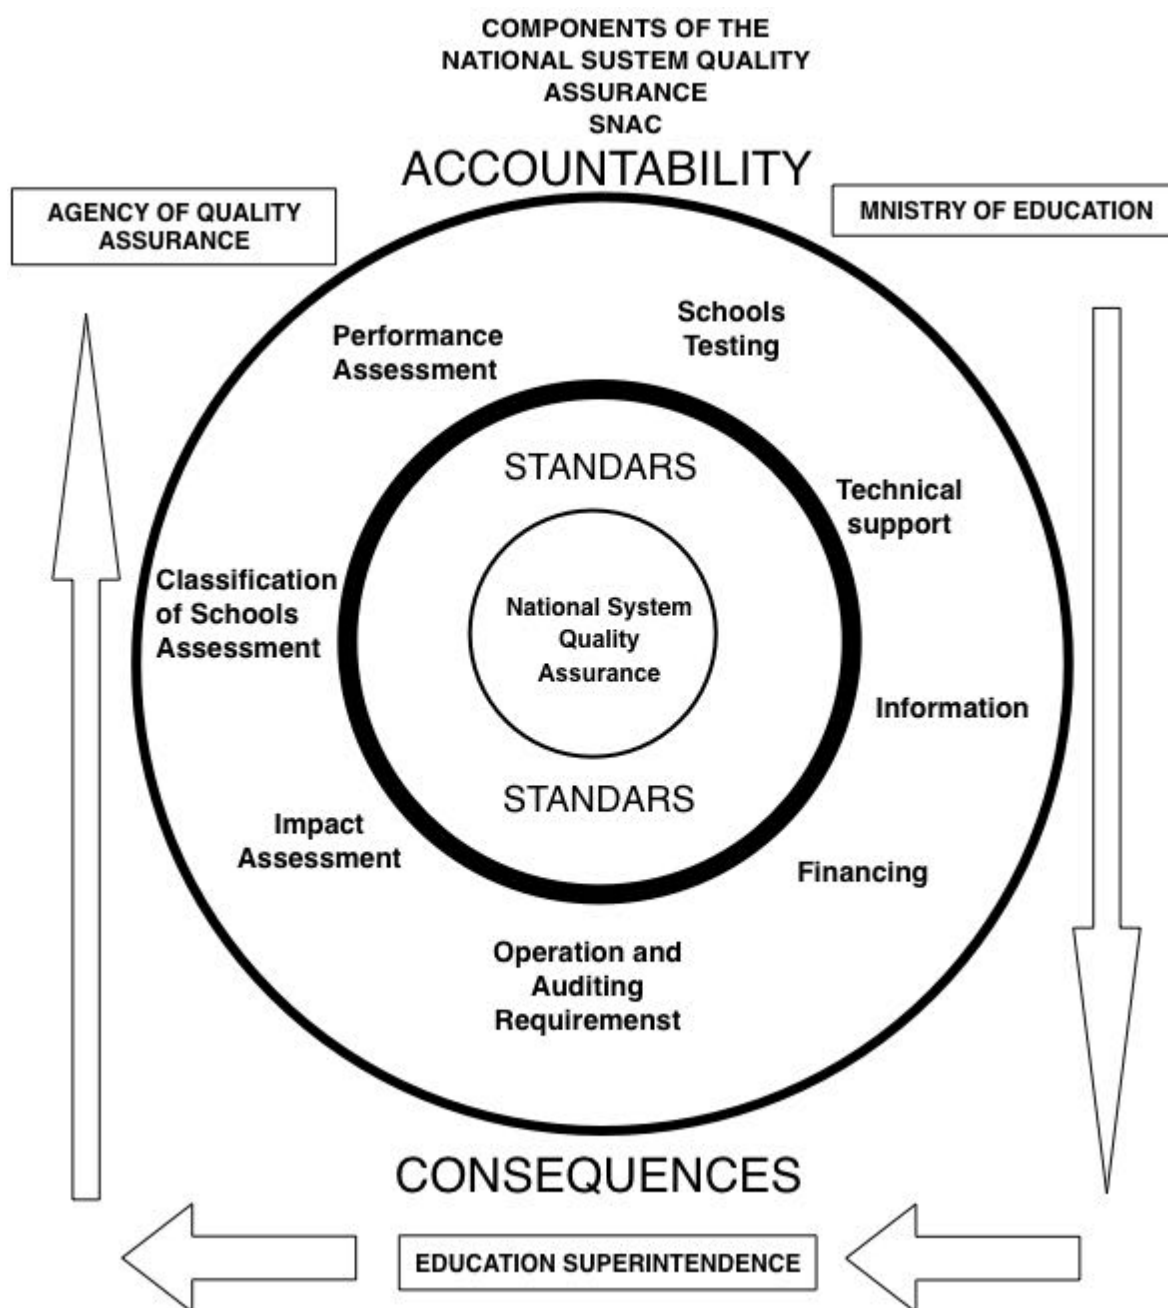 COMPONENTS OF THE
NATIONAL SUSTEM QUALITY
ASSURANCE
SNAC
ACCOUNTABILITY
AGENCY OF QUALITY
ASSURANCE
MNISTRY OF EDUCATION
Schools
Testing
Performance
Assessment
STANDARS
Technical
support
Classification
of Schools
Assessment
National System
Quality
Assurance
Information
STANDARS
Impact
Assessment
Financing
Operation and
Auditing
Requiremenst
CONSEQUENCES
EDUCATION SUPERINTENDENCE